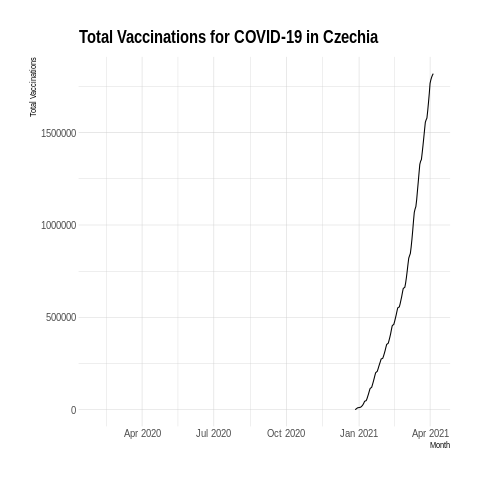 Total Vaccinations for COVID-19 in Czechia
Total Vaccinations
1500000
1000000
500000
0
Apr 2020
Jul 2020
Oct 2020
Jan 2021
Apr 2021
Month